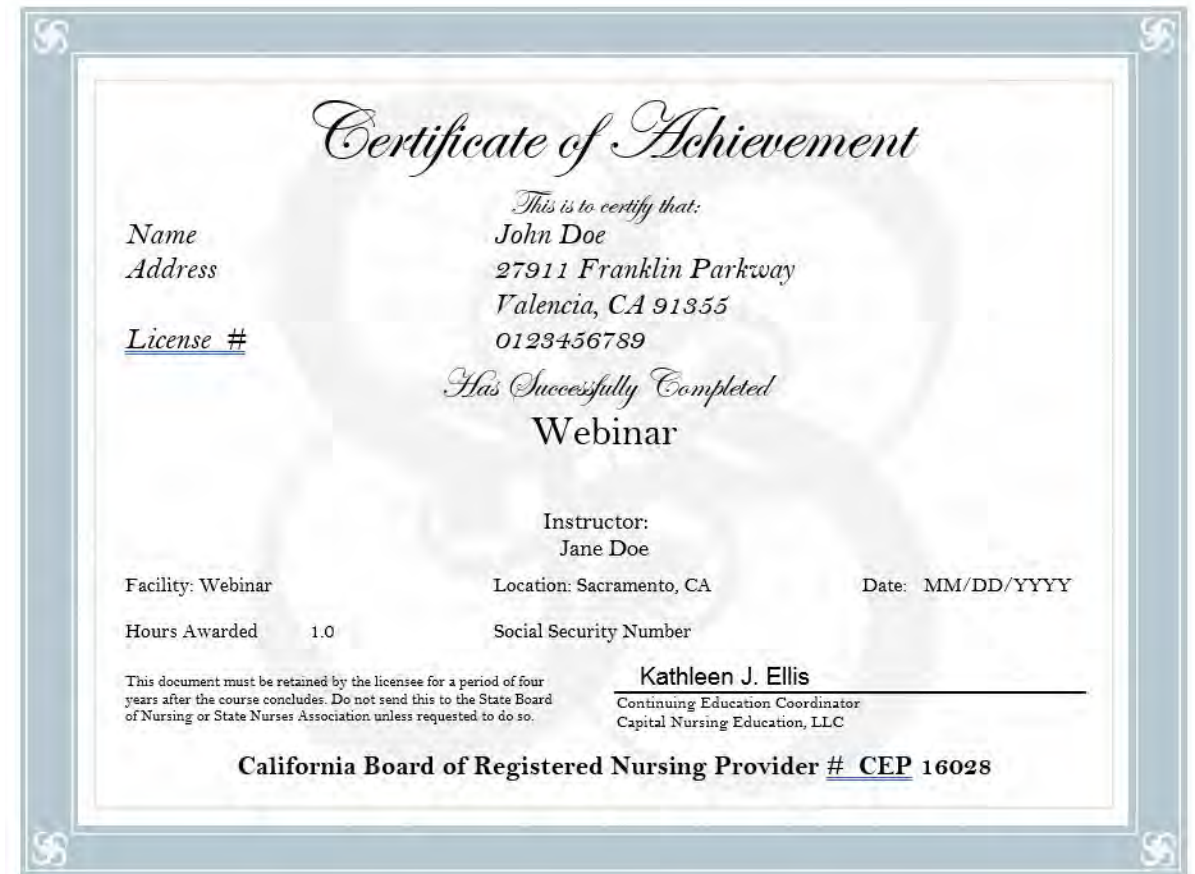 Certificate of Achievement
This is to certify that:
Name John Doe
Address 27911 Franklin Parkway
Valencia, CA 91355
License # 0123456789
Has Successfully Completed
Webinar
Instructor:
Jane Doe
Facility: Webinar Location: Sacramento, CA Date: MM/DD/YYYY
Hours Awarded 1.0 Social Security Number
This document must be retained by the licensee for a period of four
years after the course concludes. Do not send this to the State Board
of Nursing or State Nurses Association unless requested to do so.
Kathleen J. Ellis
Continuing Education Coordinator
Capital Nursing Education, LLC
California Board of Registered Nursing Provider # CEP 16028